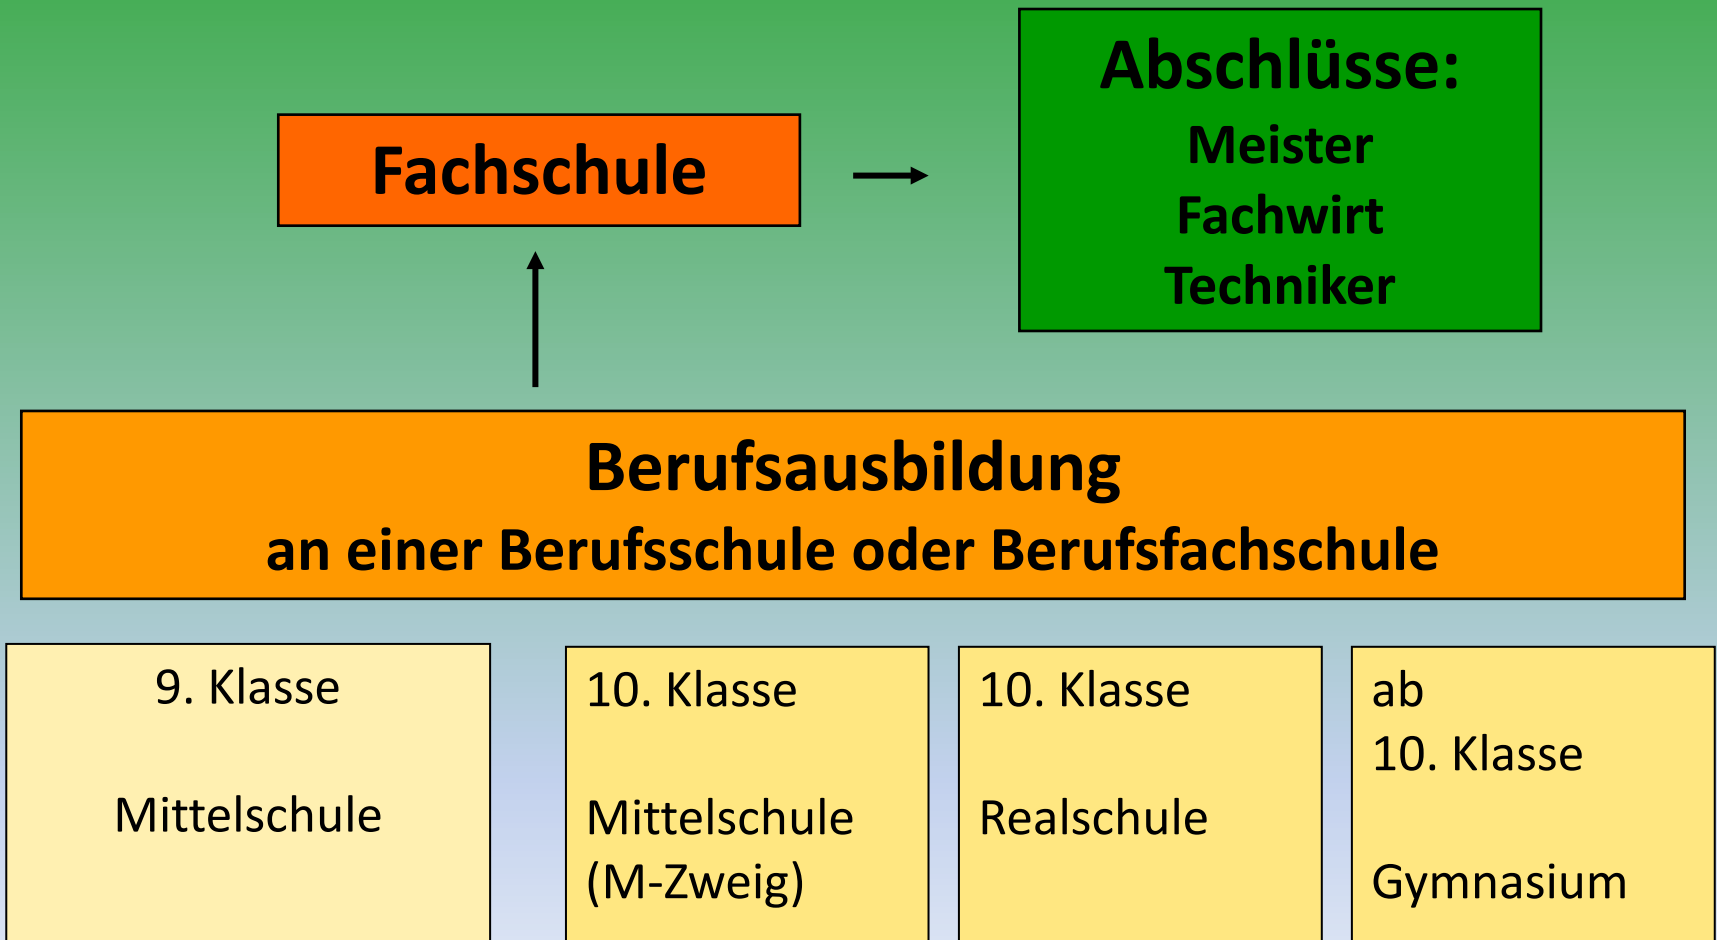 Abschlüsse:
Meister
Fachwirt
Techniker
Fachschule
Berufsausbildung
an einer Berufsschule oder Berufsfachschule
9. Klasse
Mittelschule
10. Klasse
Mittelschule
(M-Zweig)
10. Klasse
Realschule
ab
10. Klasse
Gymnasium